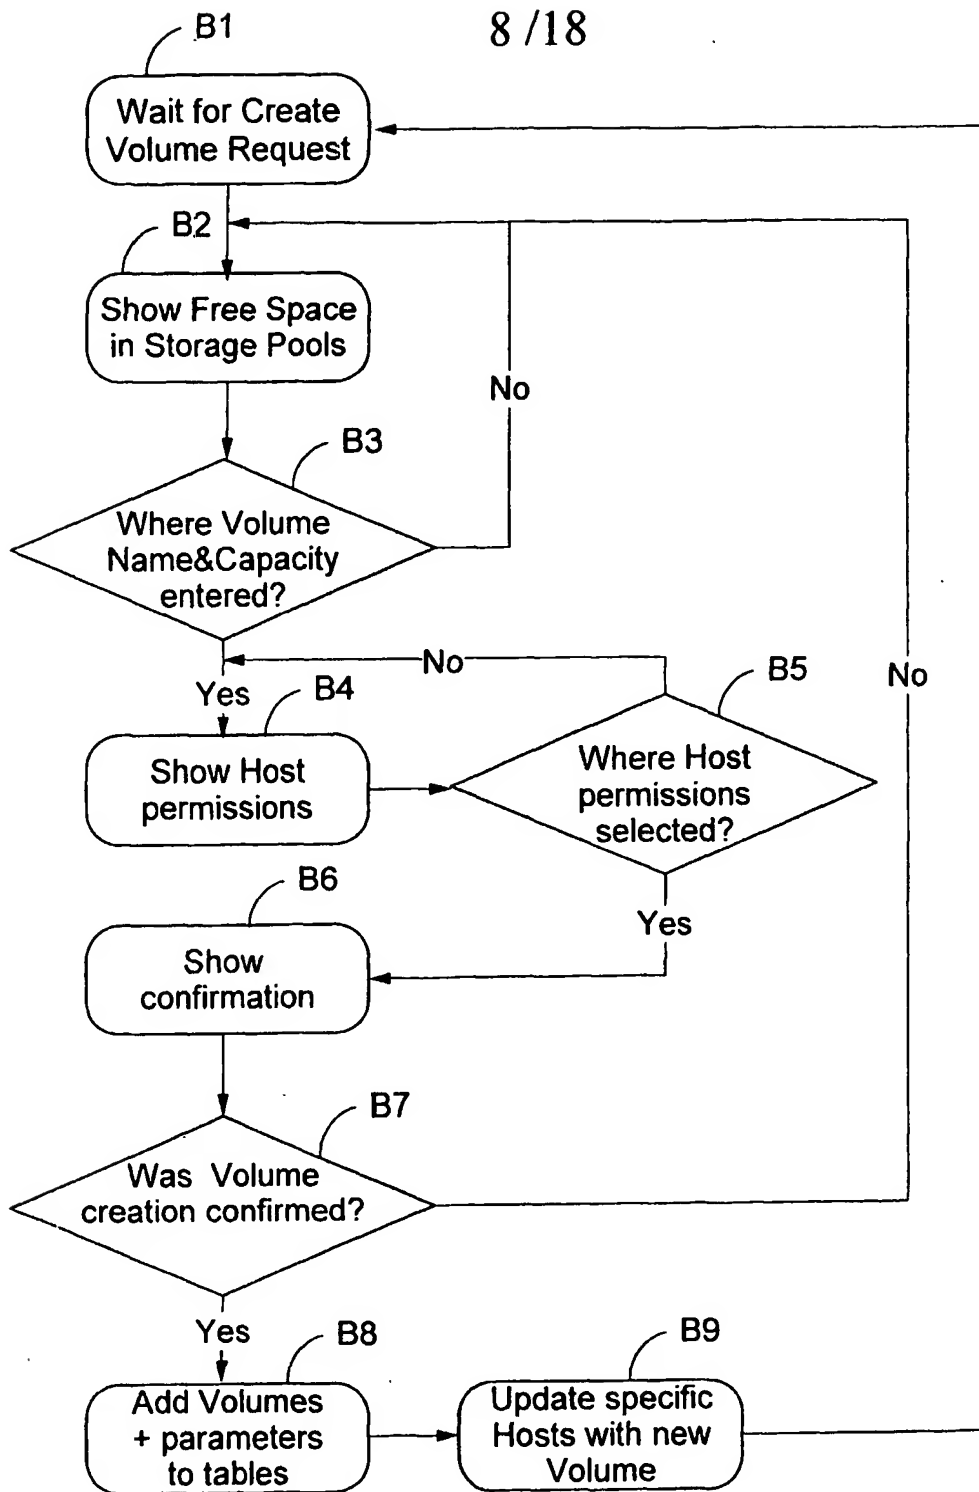 B1
8 /18
Wait for Create
Volume Request
B2
Show Free Space
in Storage Pools
No
B3
Where Volume
Name&Capacity
entered?
No
B5
No
Yes
B4
Show Host
permissions
Where Host
permissions
selected?
B6
Yes
Show
confirmation
B7
Was Volume
creation confirmed?
Yes
B8
B9
Add Volumes
+ parameters
to tables
Update specific
Hosts with new
Volume